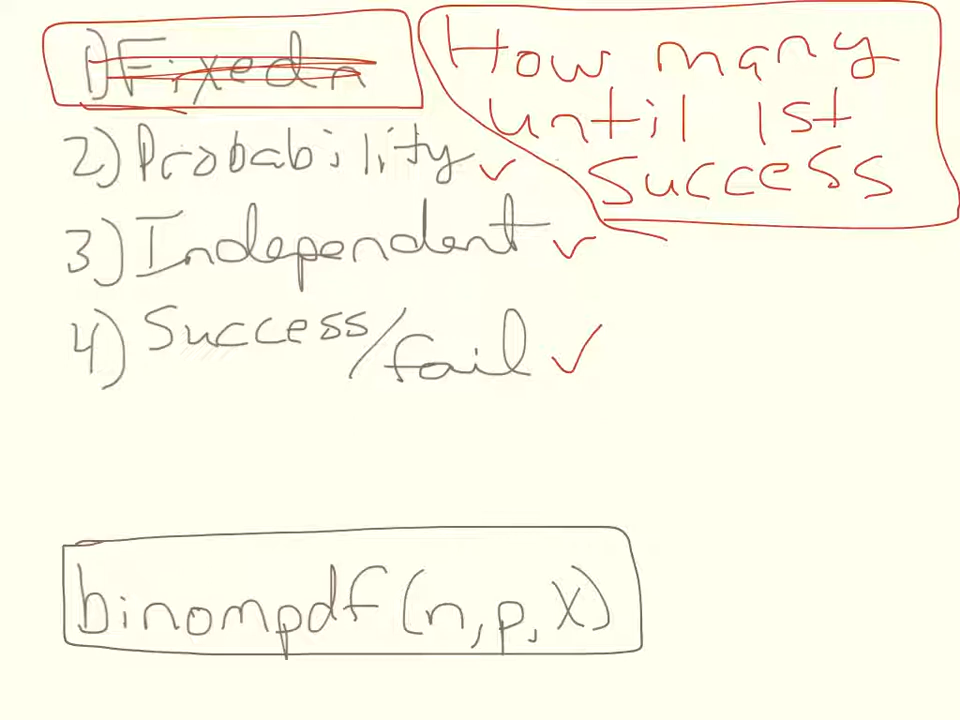 1) Fixed n
2) Probability ✓
3) Independent ✓
4) Success/fail ✓
How many
until 1st
Success
binompdf (n, p, X)